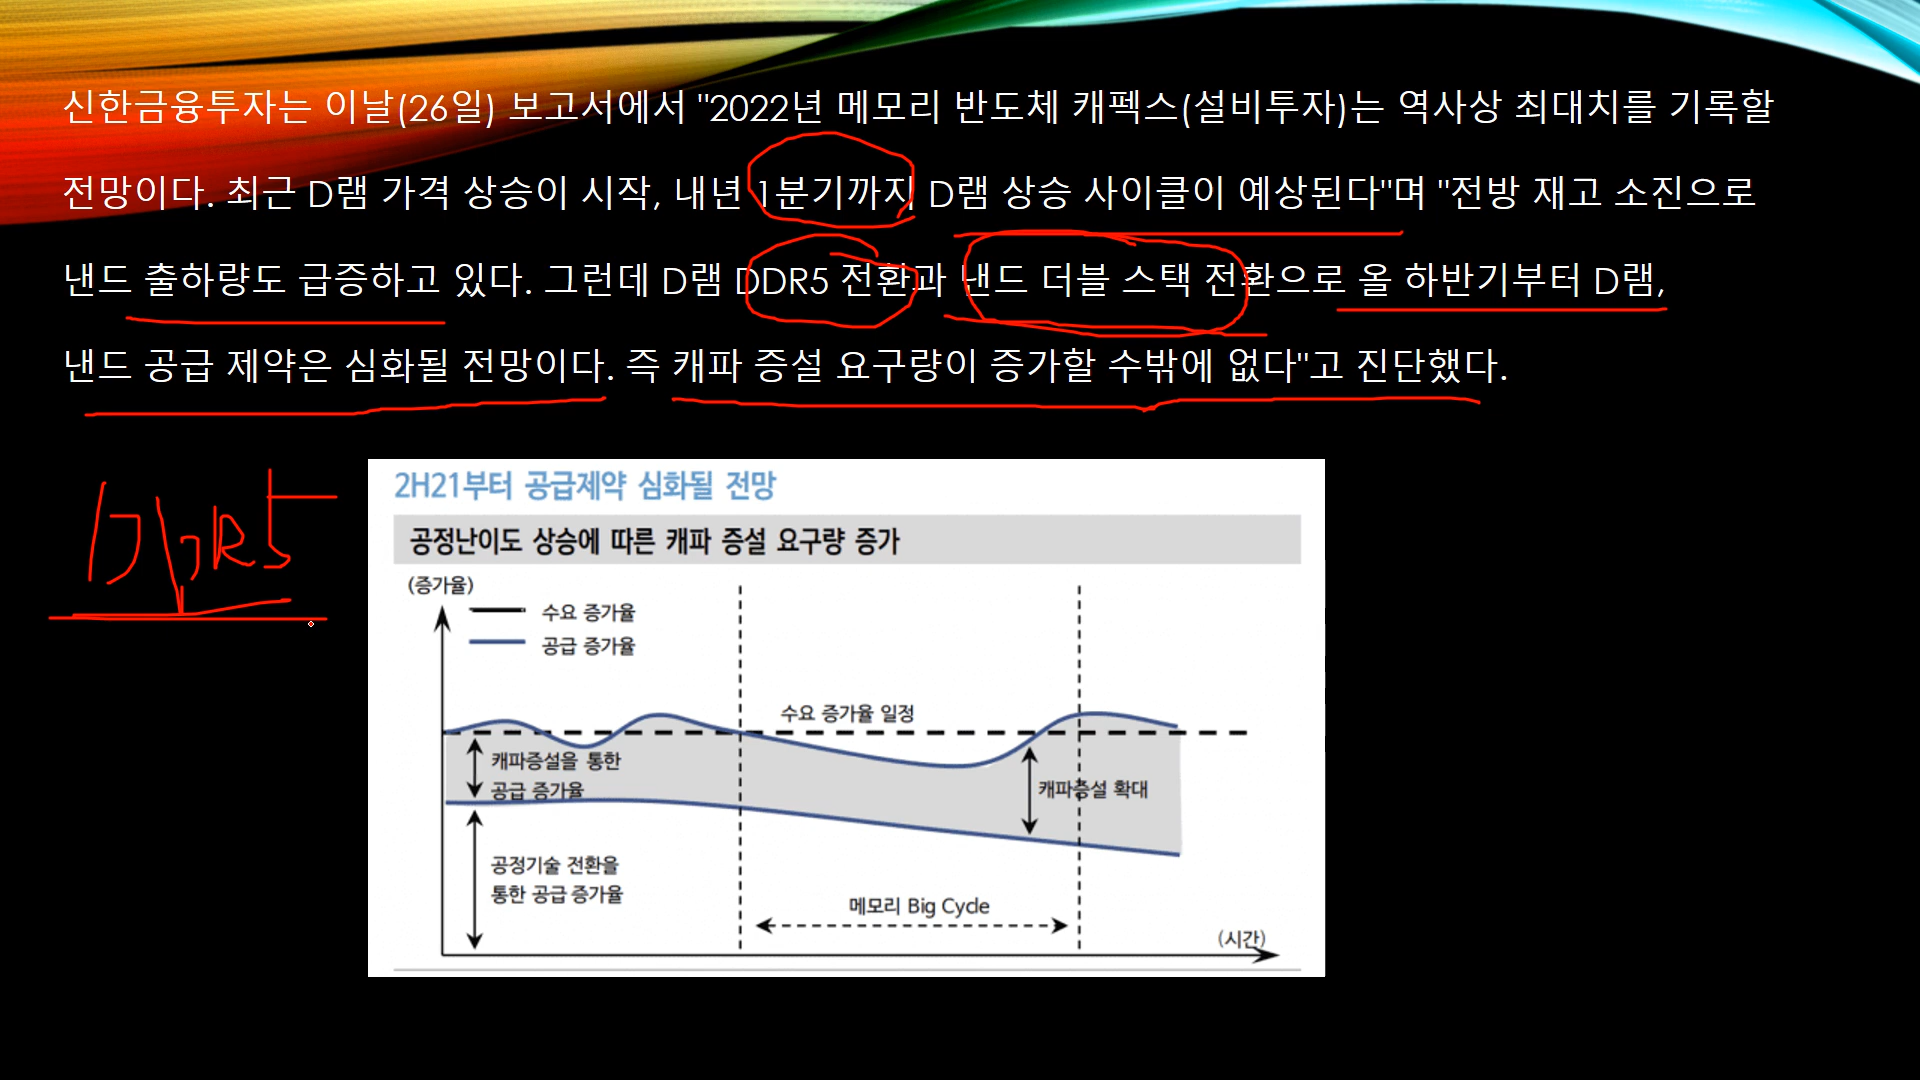 신한금융투자는 이날(26일) 보고서에서 "2022년 메모리 반도체 캐펙스(설비투자)는 역사상 최대치를 기록할
전망이다. 최근 D램 가격 상승이 시작, 내년 1분기까지 D램 상승 사이클이 예상된다"며 "전방 재고 소진으로
낸드 출하량도 급증하고 있다. 그런데 D램 DDR5 전환과 낸드 더블 스택 전환으로 올 하반기부터 D램,
낸드 공급 제약은 심화될 전망이다. 즉 캐파 증설 요구량이 증가할 수밖에 없다"고 진단했다.
DDR5
2H21부터 공급제약 심화될 전망
공정난이도 상승에 따른 캐파 증설 요구량 증가
(증가율)
수요 증가율
공급 증가율
수요 증가율 일정
캐파증설을 통한
공급 증가율
캐파증설 확대
공정기술 전환을
통한 공급 증가율
메모리 Big Cycle
(시간)